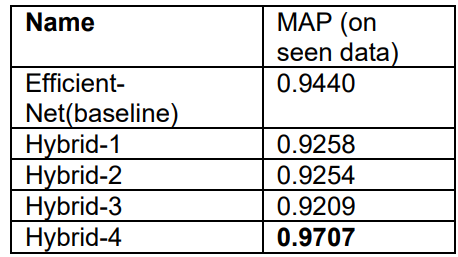 Name MAP (on
seen data)
Efficient- 0.9440
Net(baseline)
Hybrid-1 0.9258
Hybrid-2 0.9254
Hybrid-3 0.9209
Hybrid-4 0.9707